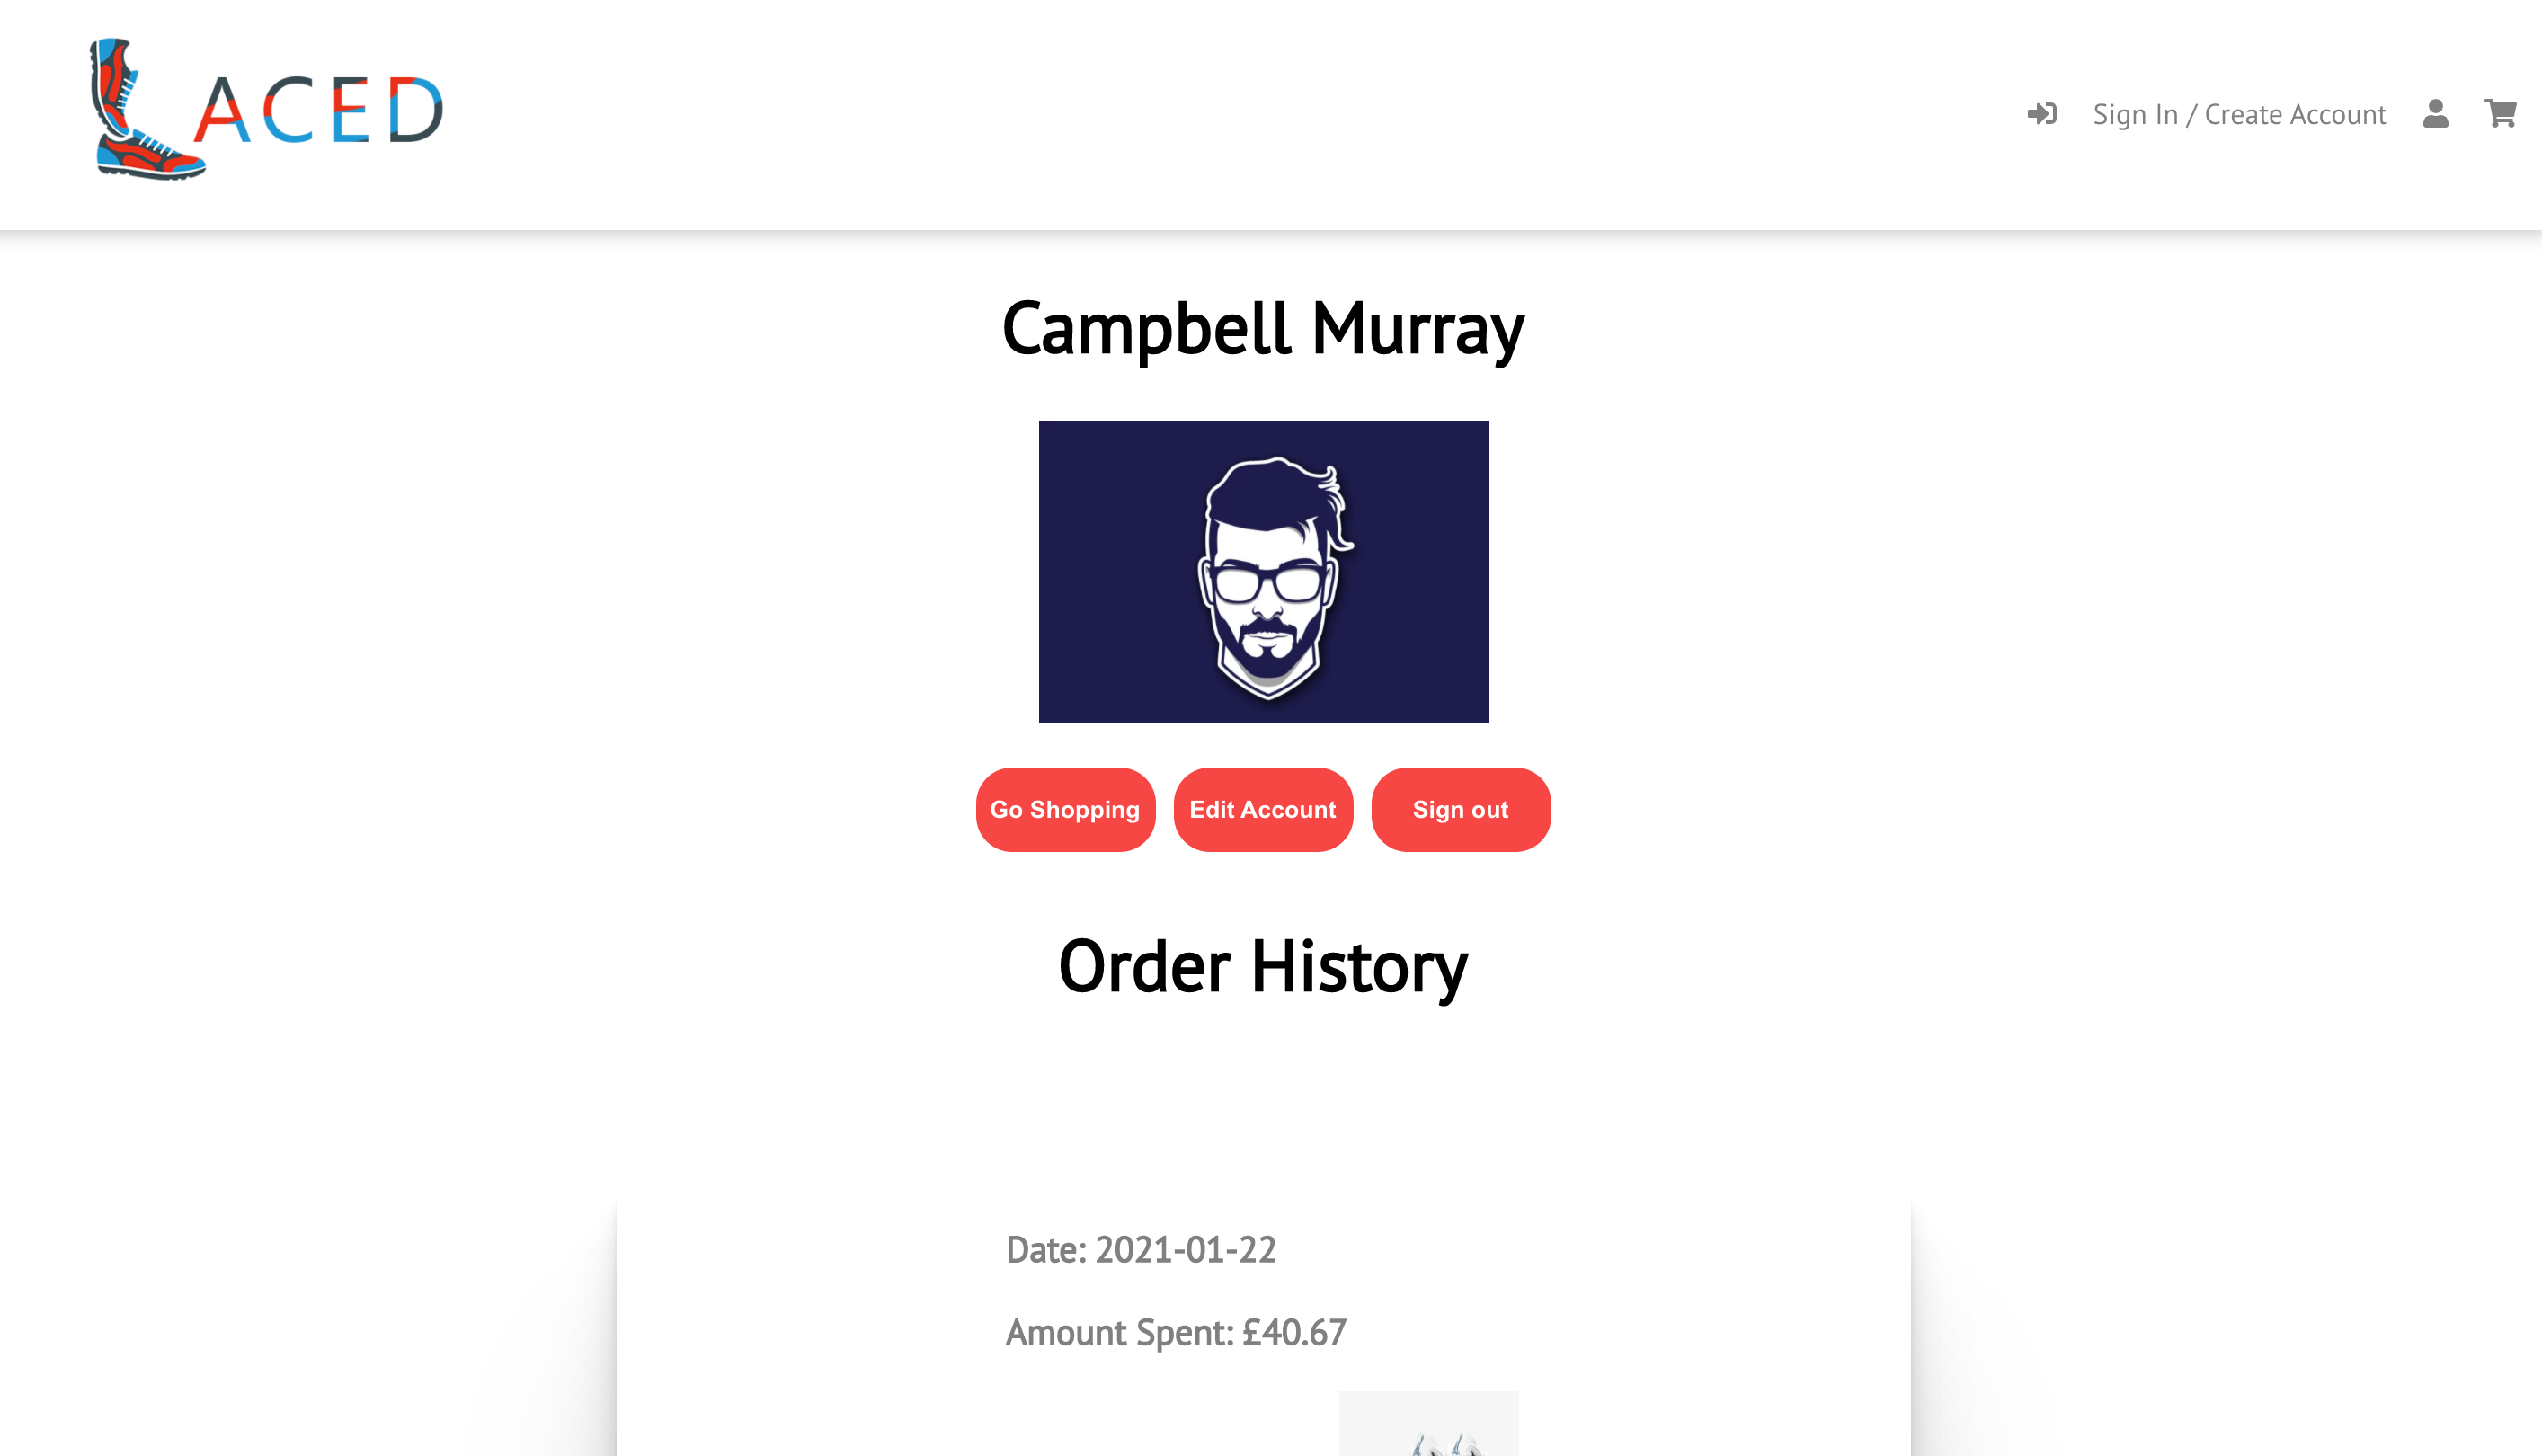 LACED
Sign In / Create Account
Campbell Murray
Go Shopping
Edit Account
Sign out
Order History
Date: 2021-01-22
Amount Spent: £40.67